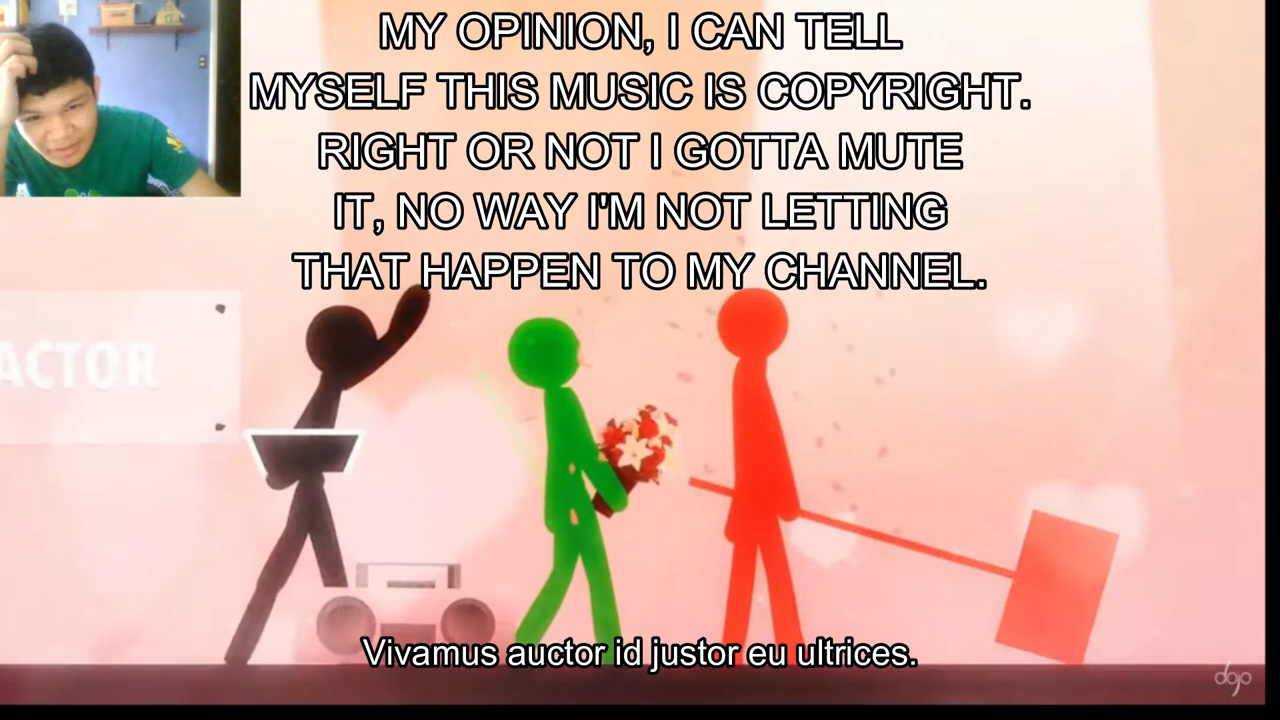 MY OPINION, I CAN TELL
MYSELF THIS MUSIC IS COPYRIGHT.
RIGHT OR NOT I GOTTA MUTE
IT, NO WAY I'M NOT LETTING
THAT HAPPEN TO MY CHANNEL.
ACTOR
Vivamus auctor id justor eu ultrices.
dojo